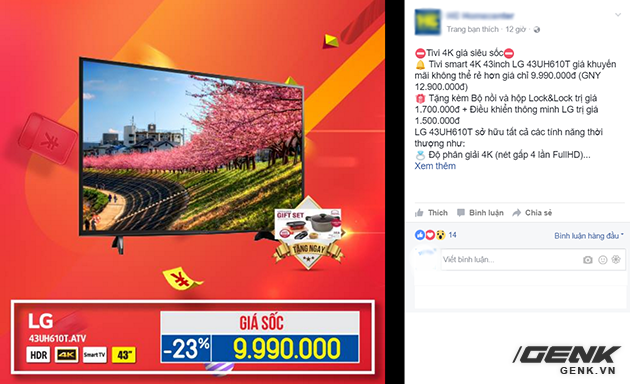 GIFT SET
TẶNG NGAY
LG
43UH610T.ATV
HDR 4K Smart TV 43"
GIÁ SỐC
-23% 9.990.000
Trang bạn thích · 12 giờ ·
⛔Tivi 4K giá siêu sốc⛔
🔔 Tivi smart 4K 43inch LG 43UH610T giá khuyến
mãi không thể rẻ hơn giá chỉ 9.990.000đ (GNY
12.900.000đ)
🎁 Tặng kèm Bộ nồi và hộp Lock&Lock trị giá
1.700.000đ + Điều khiển thông minh LG trị giá
1.500.000đ
LG 43UH610T sở hữu tất cả các tính năng thời
thượng như:
💍 Độ phân giải 4K (nét gấp 4 lần FullHD)...
Xem thêm
Thích Bình luận Chia sẻ
14 Bình luận hàng đầu
Viết bình luận...
GENK
GENK.VN